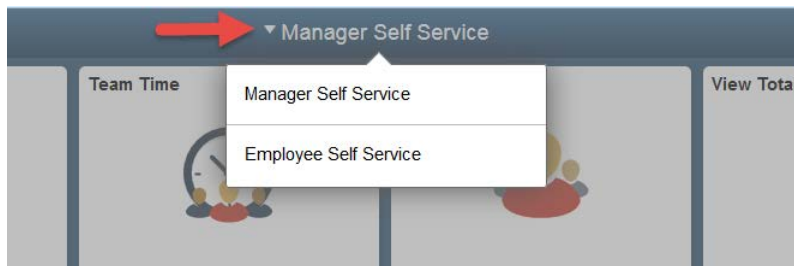 Manager Self Service
Team Time
Manager Self Service
Employee Self Service
View Tota